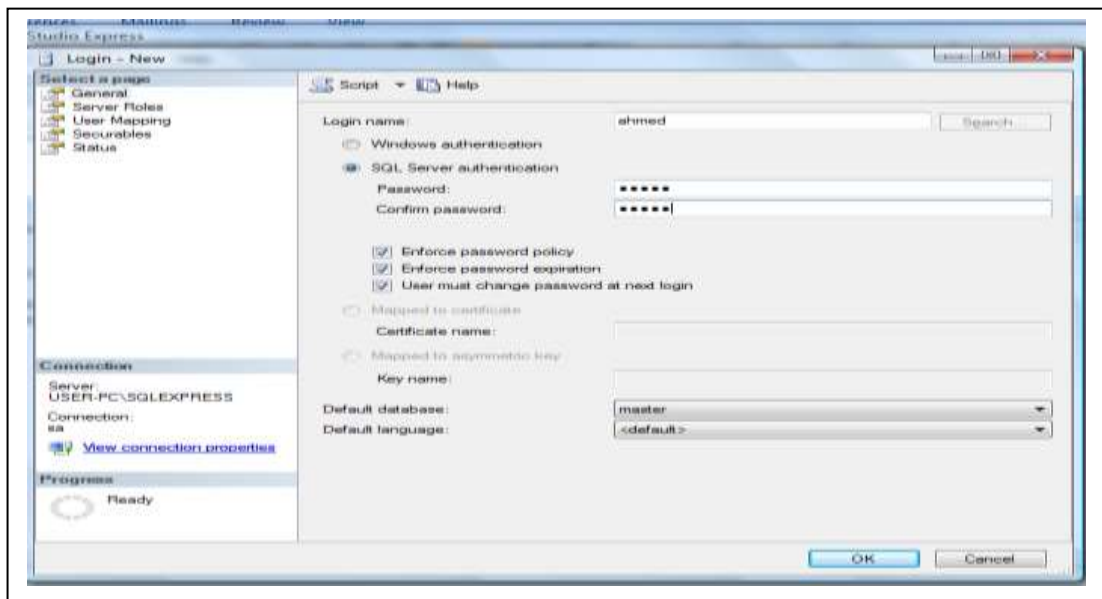 Mailings Review View
Studio Express
Login - New
Select a page
General
Server Roles
User Mapping
Securables
Status
Script Help
Login name: ahmed Search...
Windows authentication
SQL Server authentication
Password: •••••
Confirm password: •••••
Enforce password policy
Enforce password expiration
User must change password at next login
Mapped to certificate
Certificate name:
Mapped to asymmetric key
Key name:
Default database: master
Default language: <default>
Connection
Server:
USER-PC\SQLEXPRESS
Connection:
sa
View connection properties
Progress
Ready
OK Cancel